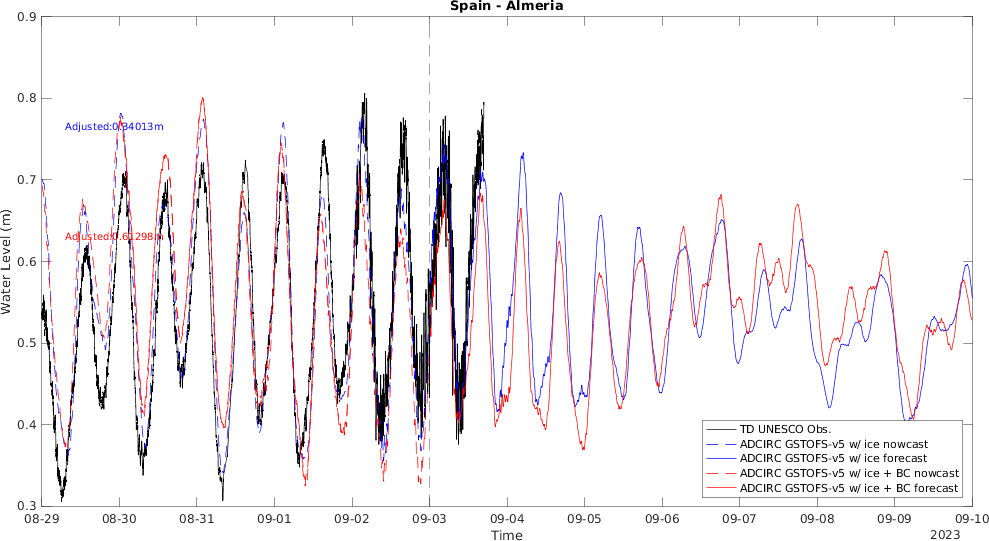 Spain - Almeria
0.9
0.8
0.7
0.6
0.5
0.4
0.3
Water Level (m)
Adjusted:0.34013m
Adjusted:0.61298m
TD UNESCO Obs.
ADCIRC GSTOFS-v5 w/ ice nowcast
ADCIRC GSTOFS-v5 w/ ice forecast
ADCIRC GSTOFS-v5 w/ ice + BC nowcast
ADCIRC GSTOFS-v5 w/ ice + BC forecast
08-29 08-30 08-31 09-01 09-02 09-03 09-04 09-05 09-06 09-07 09-08 09-09 09-10
Time 2023